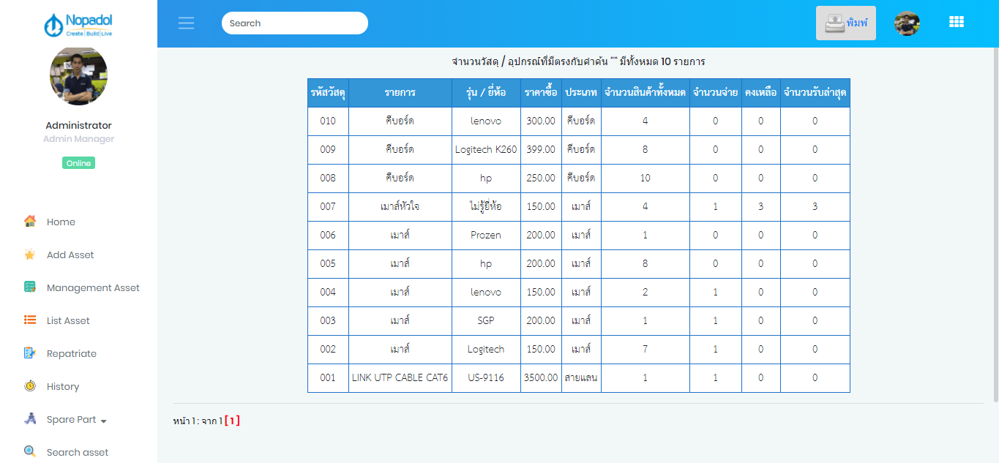 Nopadol
Create | Build | Live
Search
พิมพ์
Administrator
Admin Manager
Online
Home
Add Asset
Management Asset
List Asset
Repatriate
History
Spare Part
Search asset
จำนวนวัสดุ / อุปกรณ์ที่มีตรงกับค่าค้น "" มีทั้งหมด 10 รายการ
รหัสวัสดุ รายการ รุ่น / ยี่ห้อ ราคาซื้อ ประเภท จำนวนสินค้าทั้งหมด จำนวนจ่าย คงเหลือ จำนวนรับล่าสุด
010 คีบอร์ด lenovo 300.00 คีบอร์ด 4 0 0 0
009 คีบอร์ด Logitech K260 399.00 คีบอร์ด 8 0 0 0
008 คีบอร์ด hp 250.00 คีบอร์ด 10 0 0 0
007 เมาส์หัวใจ ไม่รู้ยี่ห้อ 150.00 เมาส์ 4 1 3 3
006 เมาส์ Prozen 200.00 เมาส์ 1 0 0 0
005 เมาส์ hp 200.00 เมาส์ 8 0 0 0
004 เมาส์ lenovo 150.00 เมาส์ 2 1 0 0
003 เมาส์ SGP 200.00 เมาส์ 1 1 0 0
002 เมาส์ Logitech 150.00 เมาส์ 7 1 0 0
001 LINK UTP CABLE CAT6 US-9116 3500.00 สายแลน 1 1 0 0
หน้า 1 : จาก 1 [ 1 ]